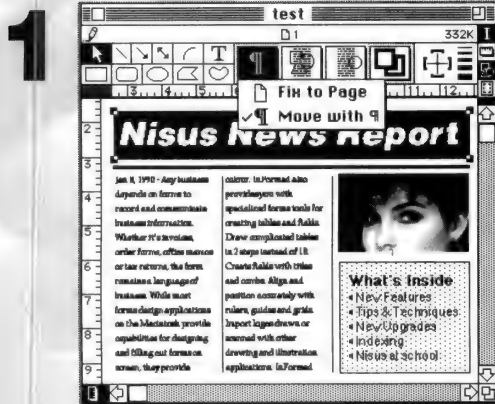 1
test
1
332K
T
¶
Fix to Page
✓¶ Move with ¶
3 4 5 11 12
2
3
4
5
6
7
8
9
Nisus News Report
Jan. 8, 1990 - Any business
depends on forms to
record and communicate
business information.
Whether it's invoices,
order forms, office memos
or tax returns, the form
remains a language of
business. While most
forms design applications
on the Macintosh provide
capabilities for designing
and filling out forms on
screen, they provide
colour. InFormed also
provides you with
specialized forms tools for
creating tables and fields.
Draw complicated tables
in 2 steps instead of 18.
Create fields with titles
and combs. Align and
position accurately with
rulers, guides and grids.
Import logos drawn or
scanned with other
drawing and illustration
applications. InFormed
What's Inside
•New Features
•Tips & Techniques
•New Upgrades
•Indexing
•Nisus at school